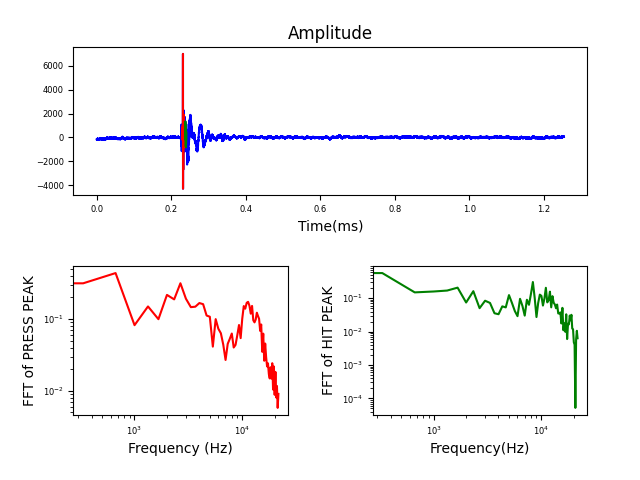 Amplitude
6000
4000
2000
0
−2000
−4000
0.0 0.2 0.4 0.6 0.8 1.0 1.2
Time(ms)
FFT of PRESS PEAK
10⁻¹
10⁻²
10³ 10⁴
Frequency (Hz)
FFT of HIT PEAK
10⁻¹
10⁻²
10⁻³
10⁻⁴
10³ 10⁴
Frequency(Hz)